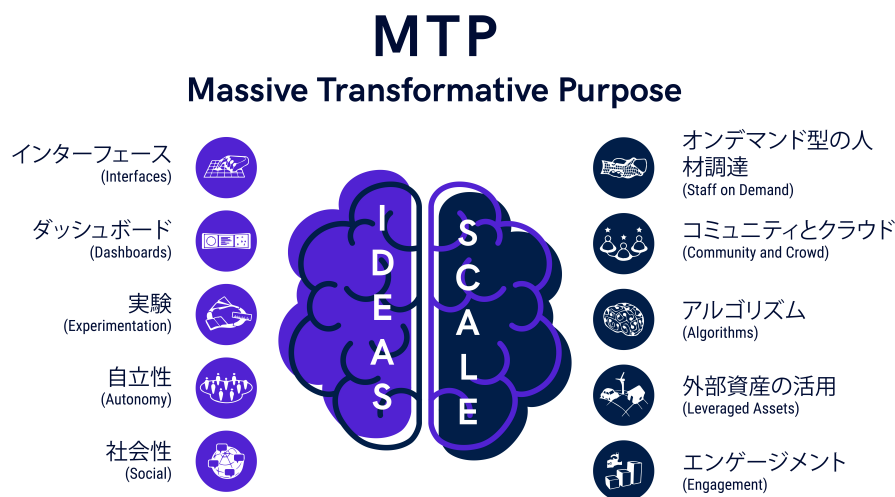 MTP
Massive Transformative Purpose
インターフェース
(Interfaces)
ダッシュボード
(Dashboards)
実験
(Experimentation)
自立性
(Autonomy)
社会性
(Social)
IDEAS
SCALE
オンデマンド型の人
材調達
(Staff on Demand)
コミュニティとクラウド
(Community and Crowd)
アルゴリズム
(Algorithms)
外部資産の活用
(Leveraged Assets)
エンゲージメント
(Engagement)